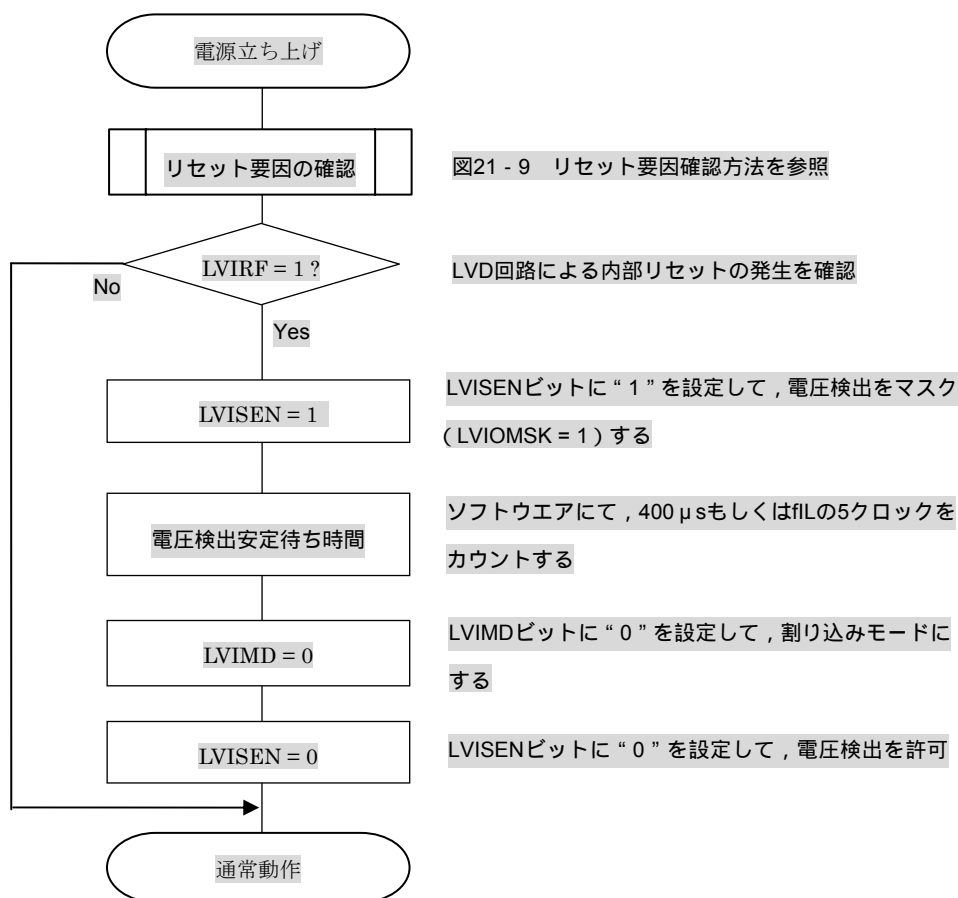 電源立ち上げ
リセット要因の確認
図21 - 9　リセット要因確認方法を参照
LVIRF = 1 ?
LVD回路による内部リセットの発生を確認
No
Yes
LVISEN = 1
LVISENビットに “ 1 ” を設定して , 電圧検出をマスク
( LVIOMSK = 1 ) する
電圧検出安定待ち時間
ソフトウエアにて , 400 μ sもしくはfILの5クロックを
カウントする
LVIMD = 0
LVIMDビットに “ 0 ” を設定して , 割り込みモードに
する
LVISEN = 0
LVISENビットに “ 0 ” を設定して , 電圧検出を許可
通常動作